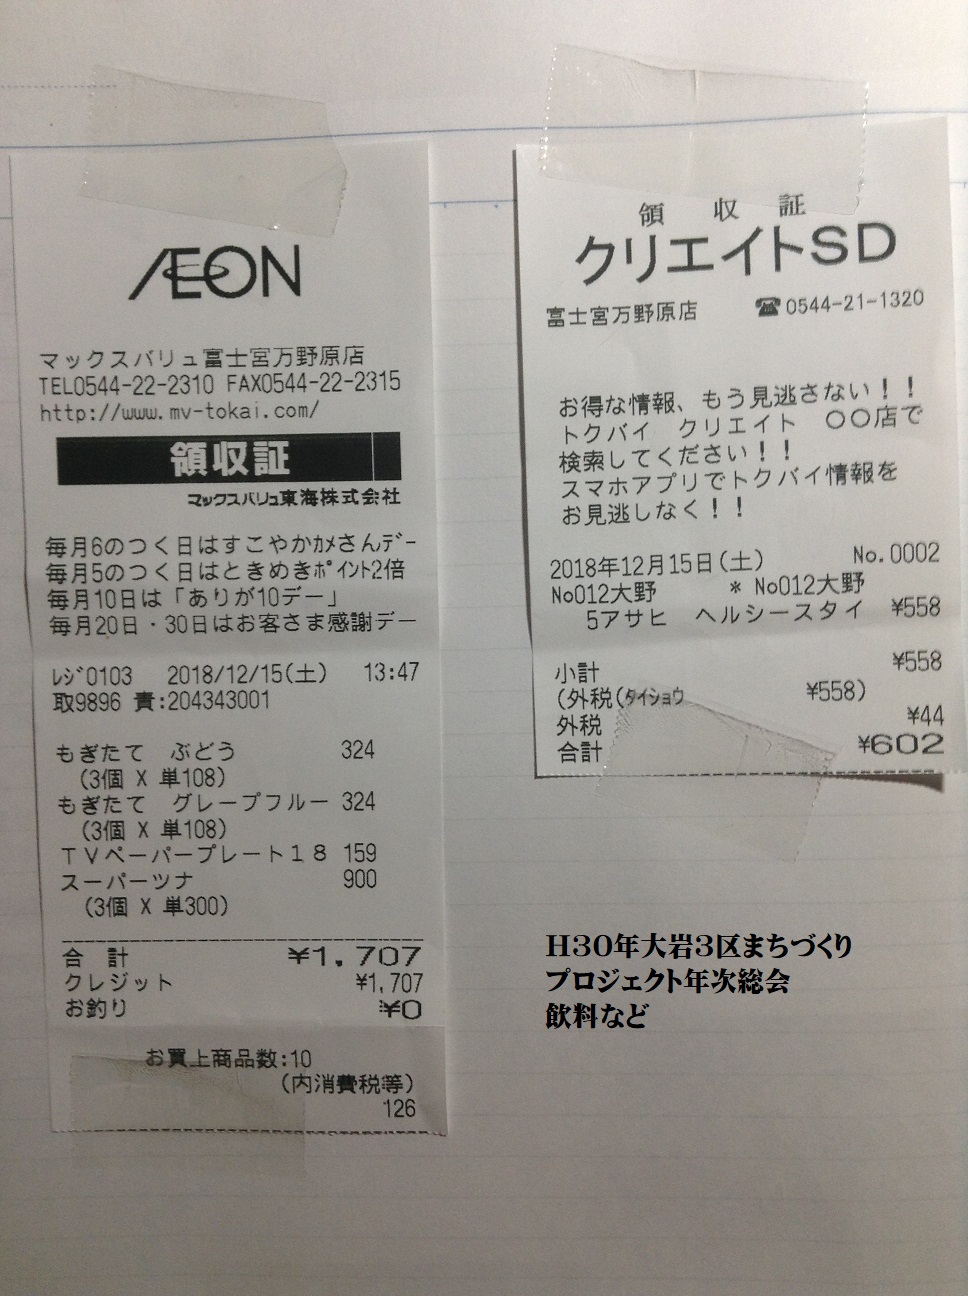 ÆON
マックスバリュ富士宮万野原店
TEL0544-22-2310 FAX0544-22-2315
http://www.mv-tokai.com/
領収証
マックスバリュ東海株式会社
毎月6のつく日はすこやかｶﾒさんﾃﾞｰ
毎月5のつく日はときめきﾎﾟｲﾝﾄ2倍
毎月10日は「ありが10デー」
毎月20日・30日はお客さま感謝デー
ﾚｼﾞ0103 2018/12/15(土) 13:47
取9896 責:204343001
もぎたて ぶどう 324
(3個 X 単108)
もぎたて グレープフルー 324
(3個 X 単108)
ＴＶペーパープレート１８ 159
スーパーツナ 900
(3個 X 単300)
合 計 ¥1,707
クレジット ¥1,707
お釣り ¥0
お買上商品数:10
(内消費税等)
126
領 収 証
クリエイトSD
富士宮万野原店 ☎0544-21-1320
お得な情報、もう見逃さない！！
トクバイ クリエイト ○○店で
検索してください！！
スマホアプリでトクバイ情報を
お見逃しなく！！
2018年12月15日(土) No.0002
No012大野 * No012大野
5アサヒ ヘルシースタイ ¥558
小計 ¥558
(外税(ﾀｲｼｮｳ ¥558)
外税 ¥44
合計 ¥602
H30年大岩3区まちづくり
プロジェクト年次総会
飲料など